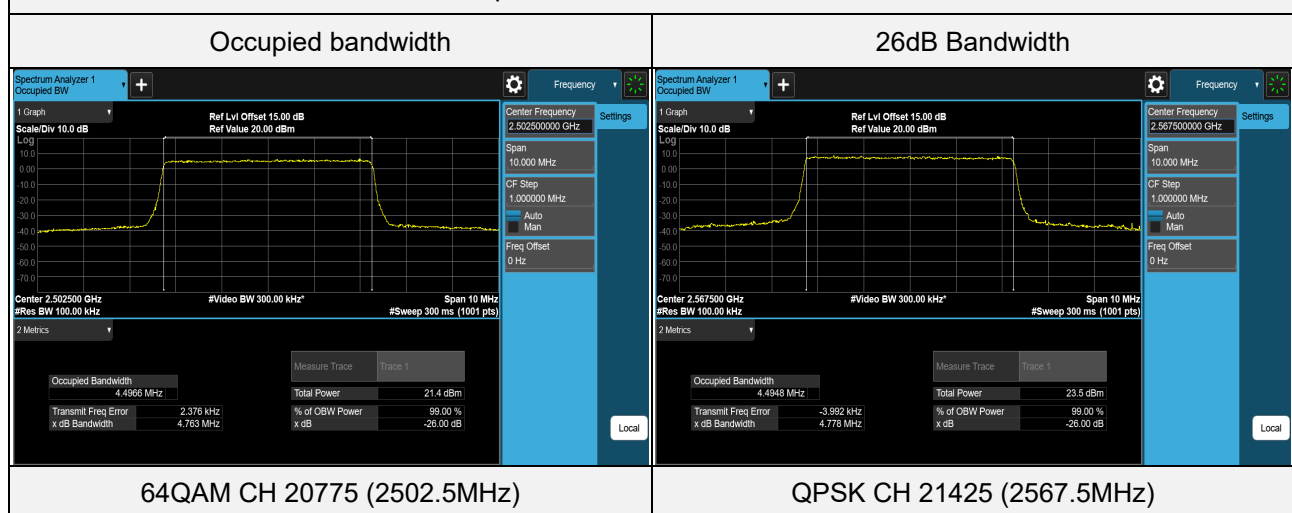 Occupied bandwidth
26dB Bandwidth
Spectrum Analyzer 1
Occupied BW
+
Frequency
1 Graph
Ref Lvl Offset 15.00 dB
Scale/Div 10.0 dB
Ref Value 20.00 dBm
Log
10.0
0.00
-10.0
-20.0
-30.0
-40.0
-50.0
-60.0
-70.0
Center 2.502500 GHz
#Video BW 300.00 kHz*
Span 10 MHz
#Res BW 100.00 kHz
#Sweep 300 ms (1001 pts)
Center Frequency
2.502500000 GHz
Settings
Span
10.000 MHz
CF Step
1.000000 MHz
Auto
Man
Freq Offset
0 Hz
2 Metrics
Measure Trace
Trace 1
Occupied Bandwidth
4.4966 MHz
Total Power 21.4 dBm
Transmit Freq Error 2.376 kHz
% of OBW Power 99.00 %
x dB Bandwidth 4.763 MHz
x dB -26.00 dB
Local
Spectrum Analyzer 1
Occupied BW
+
Frequency
1 Graph
Ref Lvl Offset 15.00 dB
Scale/Div 10.0 dB
Ref Value 20.00 dBm
Log
10.0
0.00
-10.0
-20.0
-30.0
-40.0
-50.0
-60.0
-70.0
Center 2.567500 GHz
#Video BW 300.00 kHz*
Span 10 MHz
#Res BW 100.00 kHz
#Sweep 300 ms (1001 pts)
Center Frequency
2.567500000 GHz
Settings
Span
10.000 MHz
CF Step
1.000000 MHz
Auto
Man
Freq Offset
0 Hz
2 Metrics
Measure Trace
Trace 1
Occupied Bandwidth
4.4948 MHz
Total Power 23.5 dBm
Transmit Freq Error -3.992 kHz
% of OBW Power 99.00 %
x dB Bandwidth 4.778 MHz
x dB -26.00 dB
Local
64QAM CH 20775 (2502.5MHz)
QPSK CH 21425 (2567.5MHz)